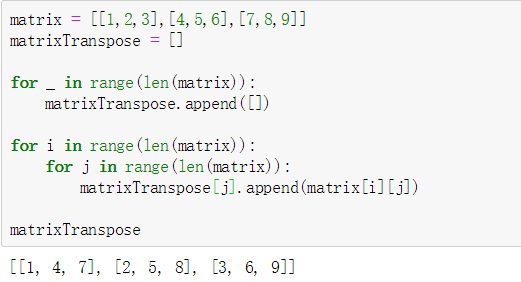 matrix = [[1,2,3],[4,5,6],[7,8,9]]
matrixTranspose = []

for _ in range(len(matrix)):
    matrixTranspose.append([])

for i in range(len(matrix)):
    for j in range(len(matrix)):
        matrixTranspose[j].append(matrix[i][j])

matrixTranspose
[[1, 4, 7], [2, 5, 8], [3, 6, 9]]